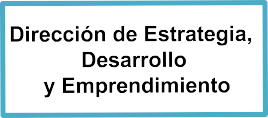 Dirección de Estrategia,
Desarrollo
y Emprendimiento